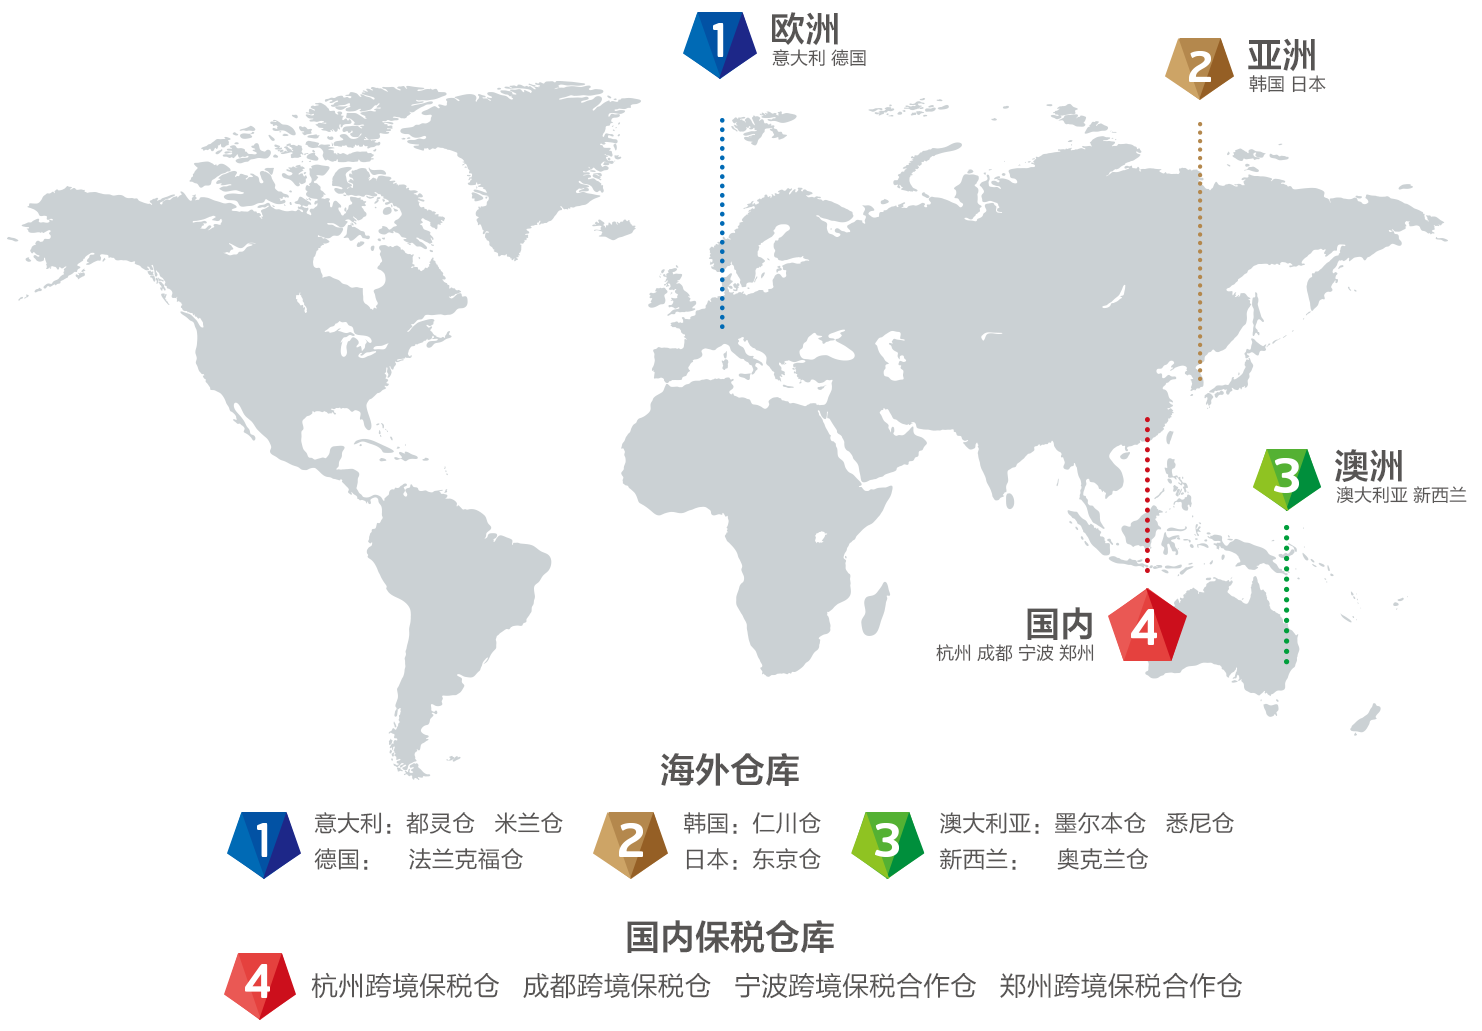 1 欧洲
意大利 德国
2 亚洲
韩国 日本
3 澳洲
澳大利亚 新西兰
国内 4
杭州 成都 宁波 郑州
海外仓库
1 意大利：都灵仓 米兰仓
德国： 法兰克福仓
2 韩国：仁川仓
日本：东京仓
3 澳大利亚：墨尔本仓 悉尼仓
新西兰： 奥克兰仓
国内保税仓库
4 杭州跨境保税仓 成都跨境保税仓 宁波跨境保税合作仓 郑州跨境保税合作仓